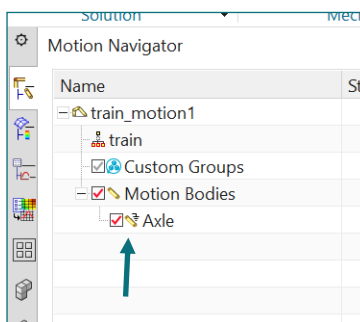 Solution
Mec
Motion Navigator
Name
St
train_motion1
train
Custom Groups
Motion Bodies
Axle